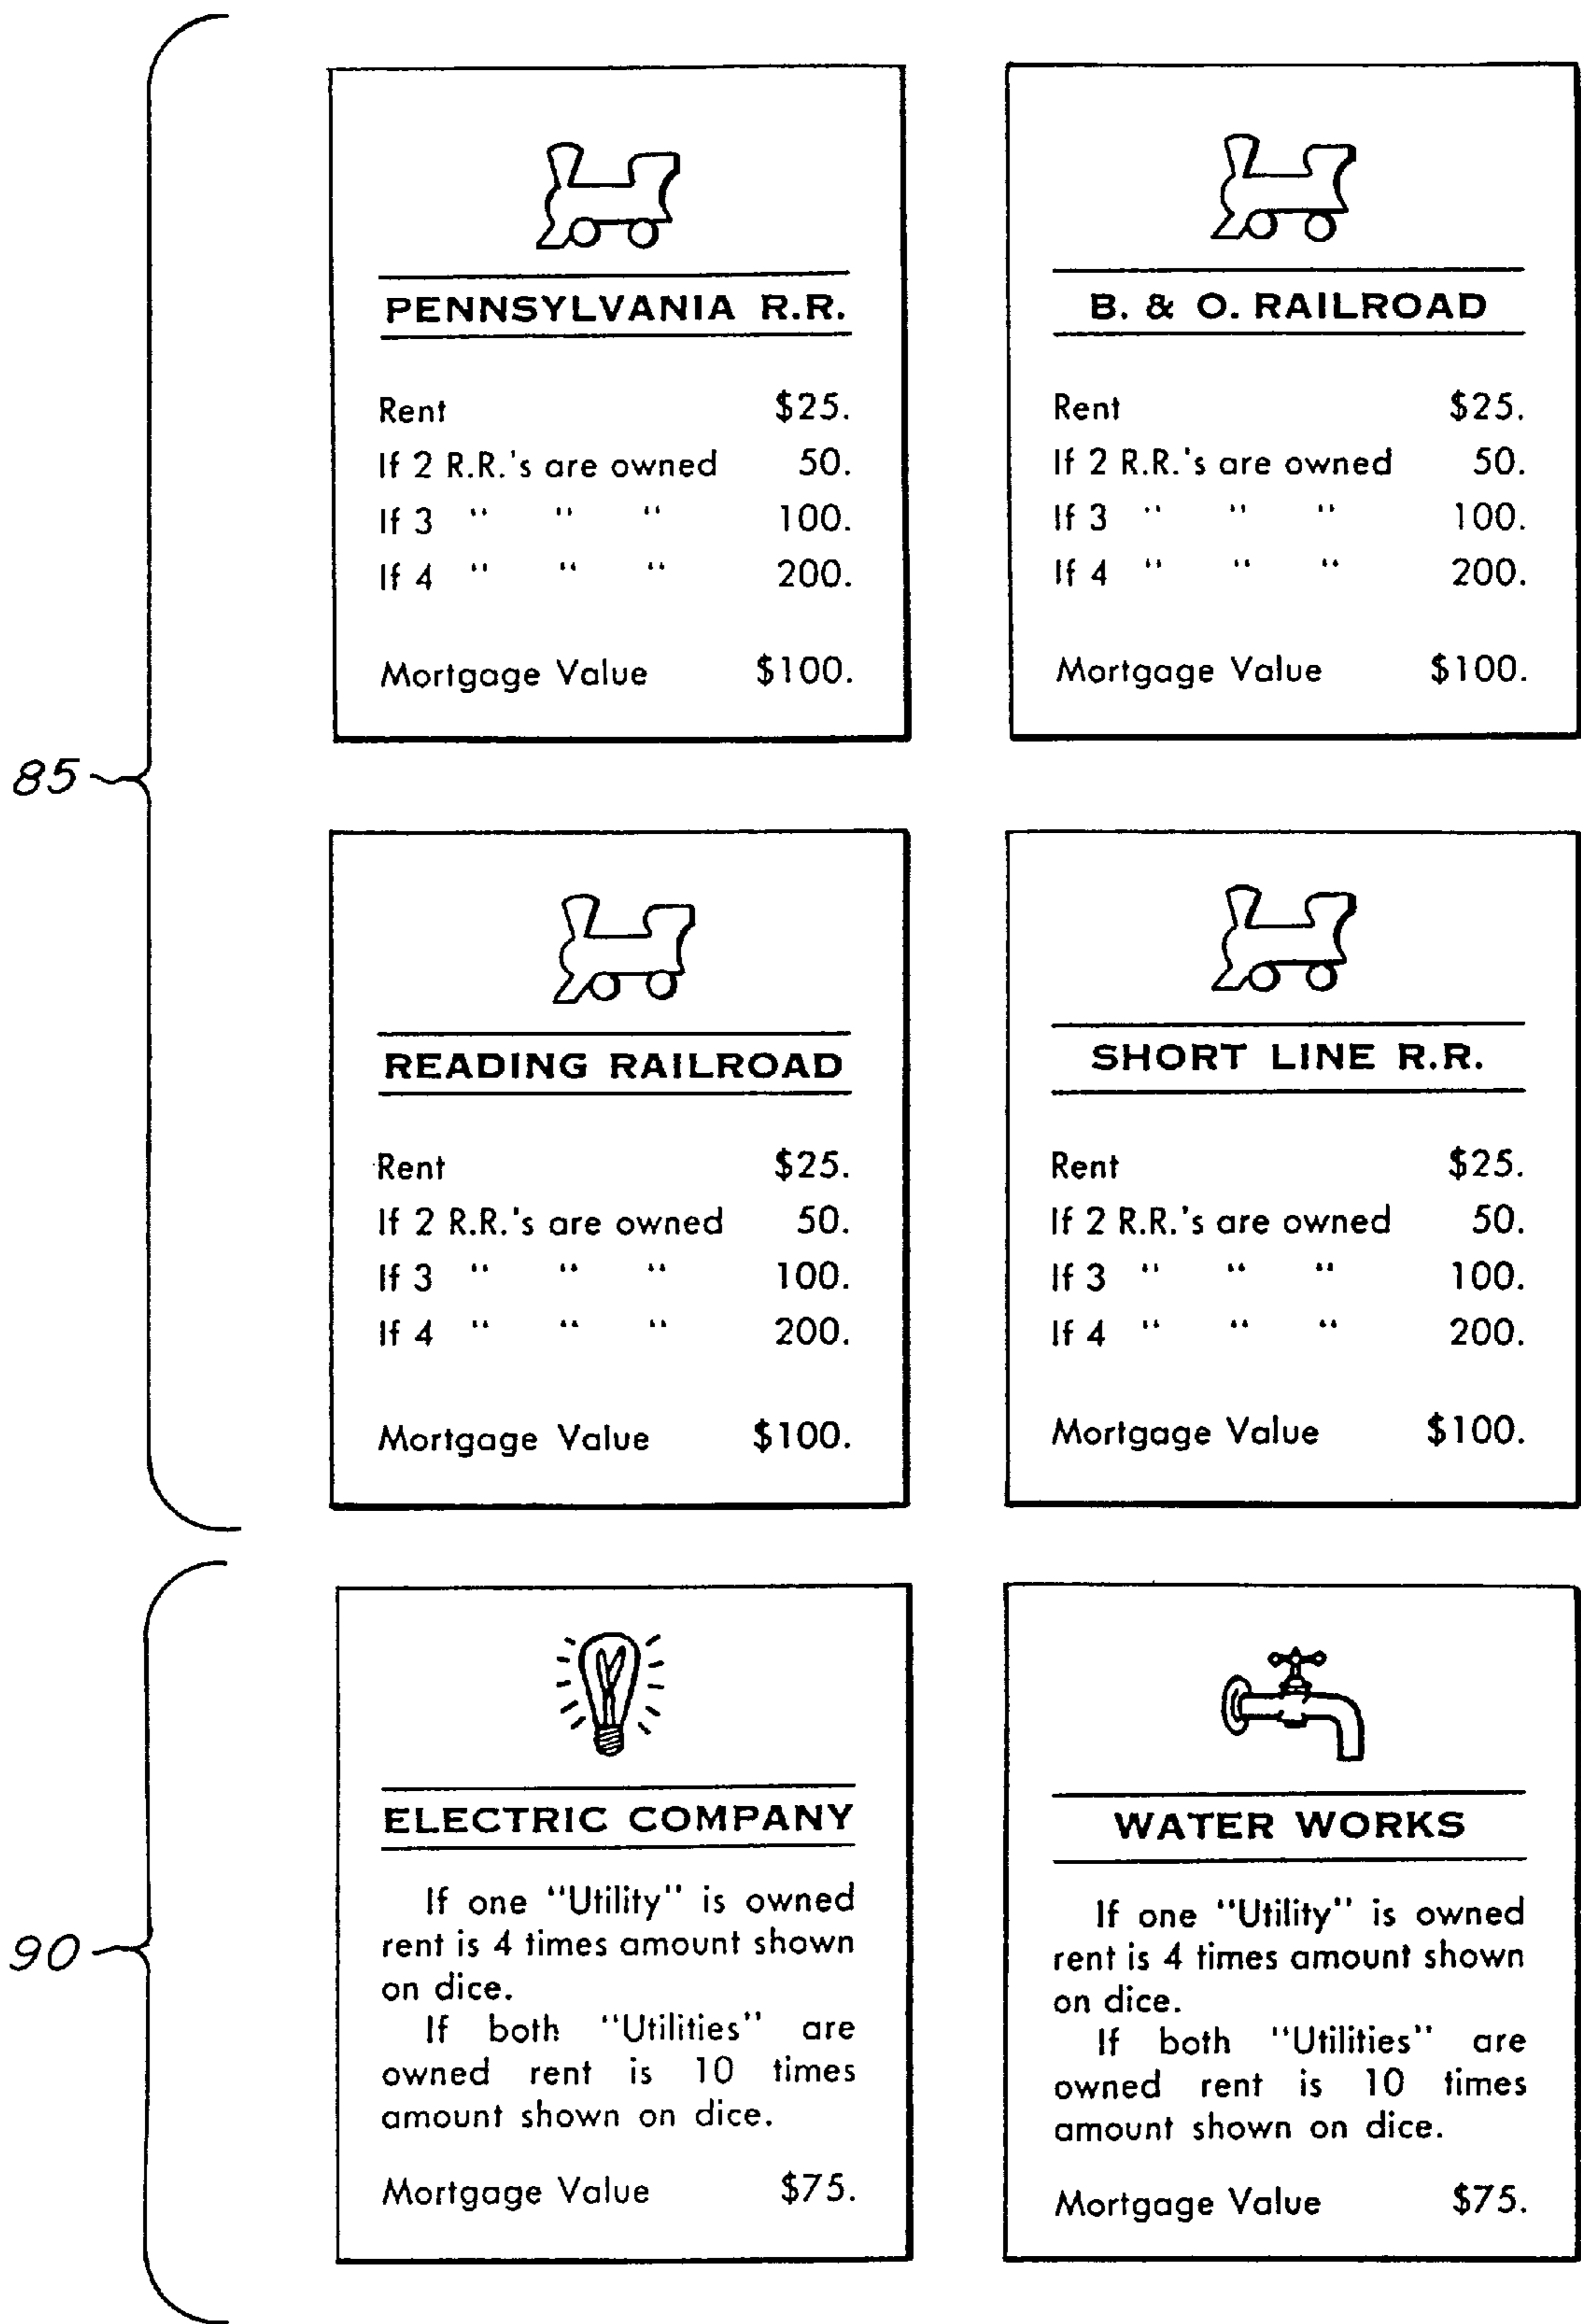 85
PENNSYLVANIA R.R.
Rent $25.
If 2 R.R.'s are owned 50.
If 3 " " " 100.
If 4 " " " 200.
Mortgage Value $100.
B. & O. RAILROAD
Rent $25.
If 2 R.R.'s are owned 50.
If 3 " " " 100.
If 4 " " " 200.
Mortgage Value $100.
READING RAILROAD
Rent $25.
If 2 R.R.'s are owned 50.
If 3 " " " 100.
If 4 " " " 200.
Mortgage Value $100.
SHORT LINE R.R.
Rent $25.
If 2 R.R.'s are owned 50.
If 3 " " " 100.
If 4 " " " 200.
Mortgage Value $100.
90
ELECTRIC COMPANY
If one "Utility" is owned
rent is 4 times amount shown
on dice.
If both "Utilities" are
owned rent is 10 times
amount shown on dice.
Mortgage Value $75.
WATER WORKS
If one "Utility" is owned
rent is 4 times amount shown
on dice.
If both "Utilities" are
owned rent is 10 times
amount shown on dice.
Mortgage Value $75.